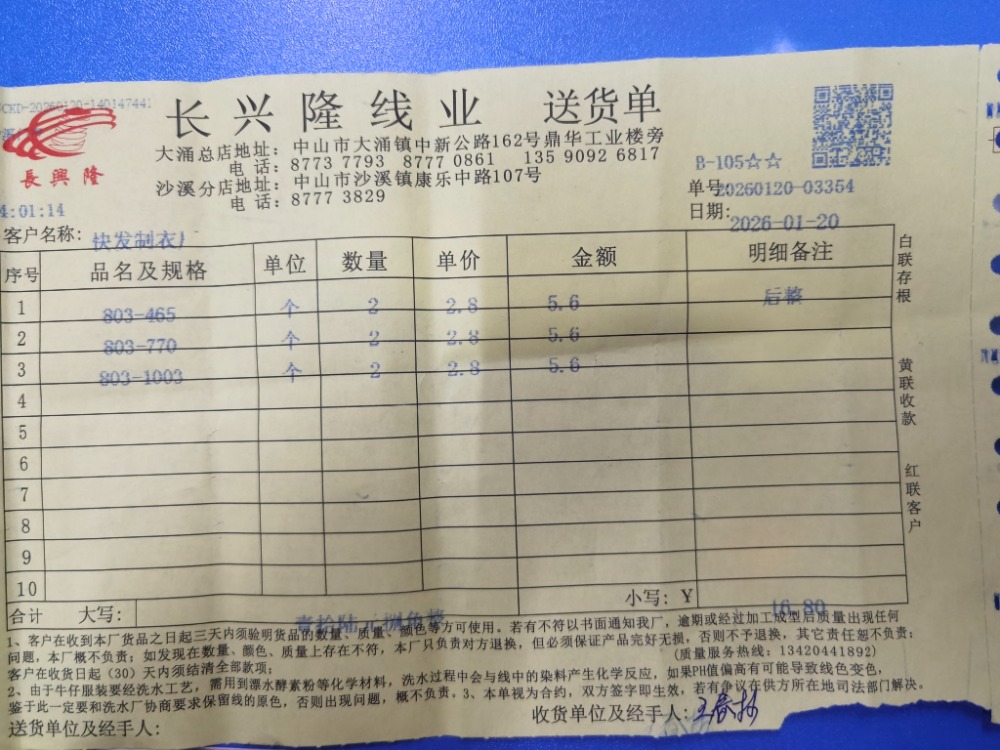 CKD-20260120-140147441
長興隆
长兴隆线业 送货单
大涌总店地址：中山市大涌镇中新公路162号鼎华工业楼旁
电话：8773 7793 8777 0861 135 9092 6817
沙溪分店地址：中山市沙溪镇康乐中路107号
电话：8777 3829
B-105☆☆
单号：20260120-03354
4:01:14
日期：2026-01-20
客户名称：快发制衣厂
序号 品名及规格 单位 数量 单价 金额 明细备注
1 803-465 个 2 2.8 5.6 后整
2 803-770 个 2 2.8 5.6
3 803-1003 个 2 2.8 5.6
4
5
6
7
8
9
10
合计 大写：壹拾陆元捌角整 小写：￥16.80
白联存根
黄联收款
红联客户
1、客户在收到本厂货品之日起三天内须验明货品的数量、质量、颜色等方可使用，若有不符以书面通知我厂，逾期或经过加工成型后质量出现任何
问题，本厂概不负责；如发现在数量、颜色、质量上存在不符，本厂只负责对方退换，但必须保证产品完好无损，否则不予退换，其它责任恕不负责；
客户在收货日起（30）天内须结清全部款项； （质量服务热线：13420441892）
2、由于牛仔服装要经洗水工艺，需用到漂水酵素粉等化学材料，洗水过程中会与线中的染料产生化学反应，如果PH值偏高有可能导致线色变色，
鉴于此一定要和洗水厂协商要求保留线的原色，否则出现问题，概不负责。3、本单视为合约，双方签字即生效，若有争议在供方所在地司法部门解决。
送货单位及经手人： 收货单位及经手人：